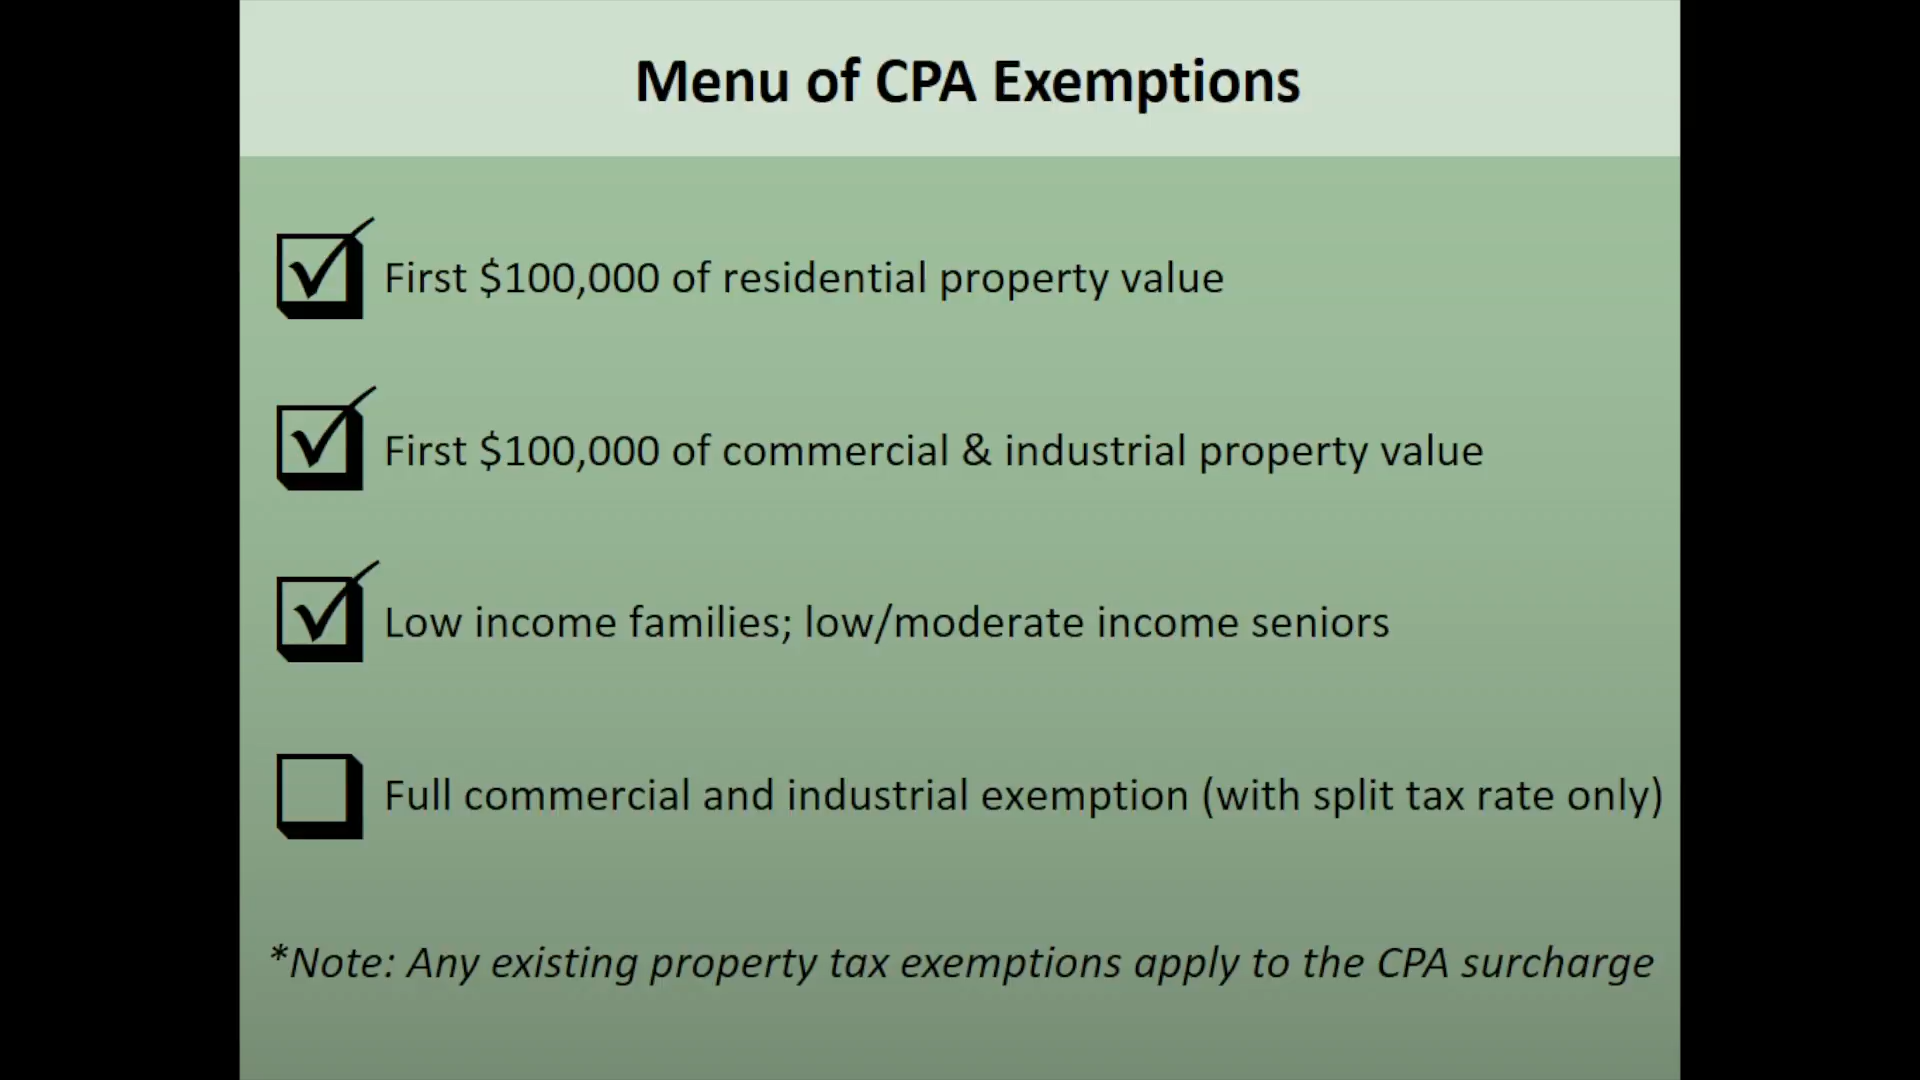 Menu of CPA Exemptions
First $100,000 of residential property value
First $100,000 of commercial & industrial property value
Low income families; low/moderate income seniors
Full commercial and industrial exemption (with split tax rate only)
*Note: Any existing property tax exemptions apply to the CPA surcharge